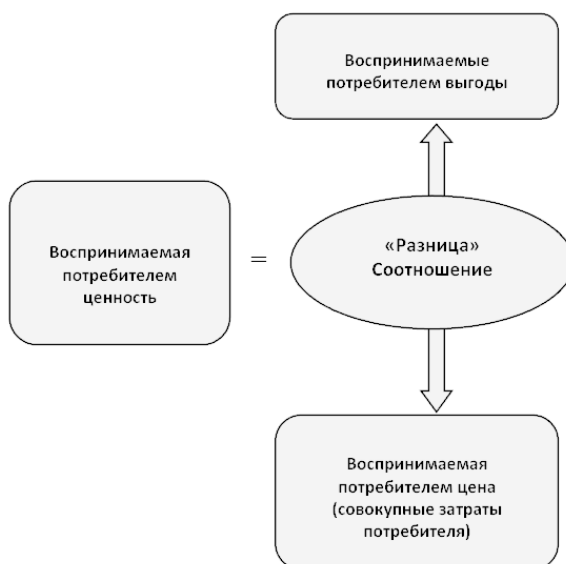 Воспринимаемые
потребителем выгоды
Воспринимаемая
потребителем
ценность
=
«Разница»
Соотношение
Воспринимаемая
потребителем цена
(совокупные затраты
потребителя)